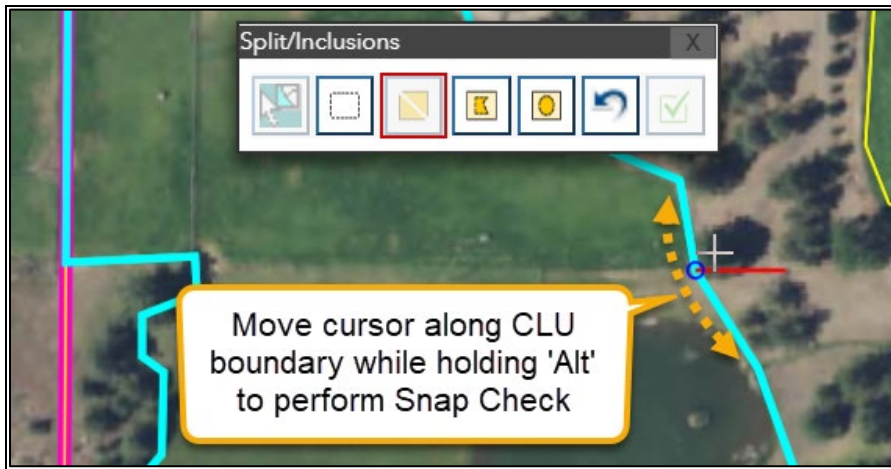 Split/Inclusions X
Move cursor along CLU
boundary while holding 'Alt'
to perform Snap Check